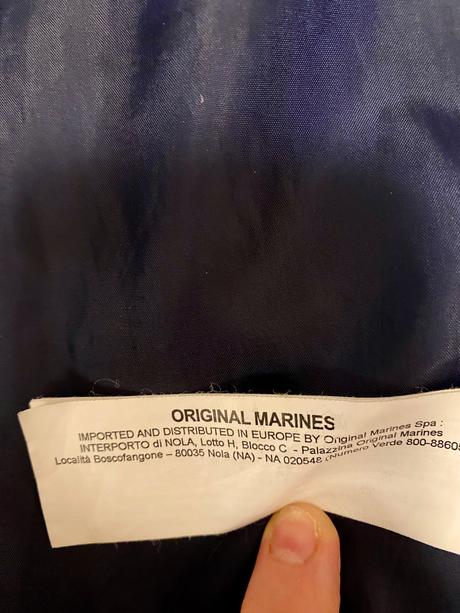 ORIGINAL MARINES
IMPORTED AND DISTRIBUTED IN EUROPE BY Original Marines Spa :
INTERPORTO di NOLA, Lotto H, Blocco C - Palazzina Original Marines
Località Boscofangone – 80035 Nola (NA) - NA 020548 (Numero Verde 800-8860